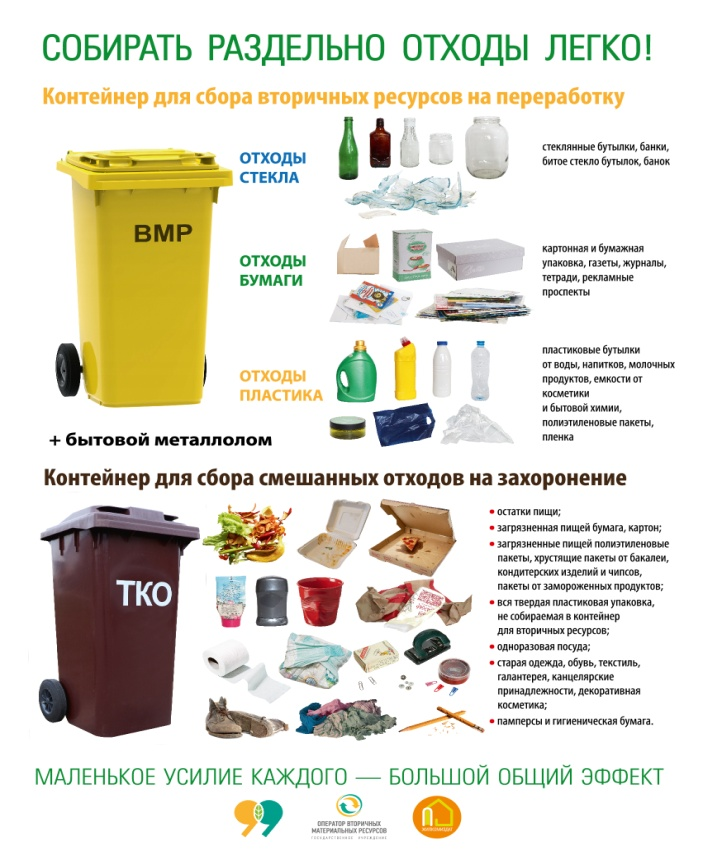 СОБИРАТЬ РАЗДЕЛЬНО ОТХОДЫ ЛЕГКО!
Контейнер для сбора вторичных ресурсов на переработку
ВМР
ОТХОДЫ
СТЕКЛА
стеклянные бутылки, банки,
битое стекло бутылок, банок
ОТХОДЫ
БУМАГИ
картонная и бумажная
упаковка, газеты, журналы,
тетради, рекламные
проспекты
ОТХОДЫ
ПЛАСТИКА
пластиковые бутылки
от воды, напитков, молочных
продуктов, емкости от
косметики
и бытовой химии,
полиэтиленовые пакеты,
пленка
+ бытовой металлолом
Контейнер для сбора смешанных отходов на захоронение
ТКО
• остатки пищи;
• загрязненная пищей бумага, картон;
• загрязненные пищей полиэтиленовые
пакеты, хрустящие пакеты от бакалеи,
кондитерских изделий и чипсов,
пакеты от замороженных продуктов;
• вся твердая пластиковая упаковка,
не собираемая в контейнер
для вторичных ресурсов;
• одноразовая посуда;
• старая одежда, обувь, текстиль,
галантерея, канцелярские
принадлежности, декоративная
косметика;
• памперсы и гигиеническая бумага.
МАЛЕНЬКОЕ УСИЛИЕ КАЖДОГО — БОЛЬШОЙ ОБЩИЙ ЭФФЕКТ
ОПЕРАТОР ВТОРИЧНЫХ
МАТЕРИАЛЬНЫХ РЕСУРСОВ
ГОСУДАРСТВЕННОЕ УЧРЕЖДЕНИЕ